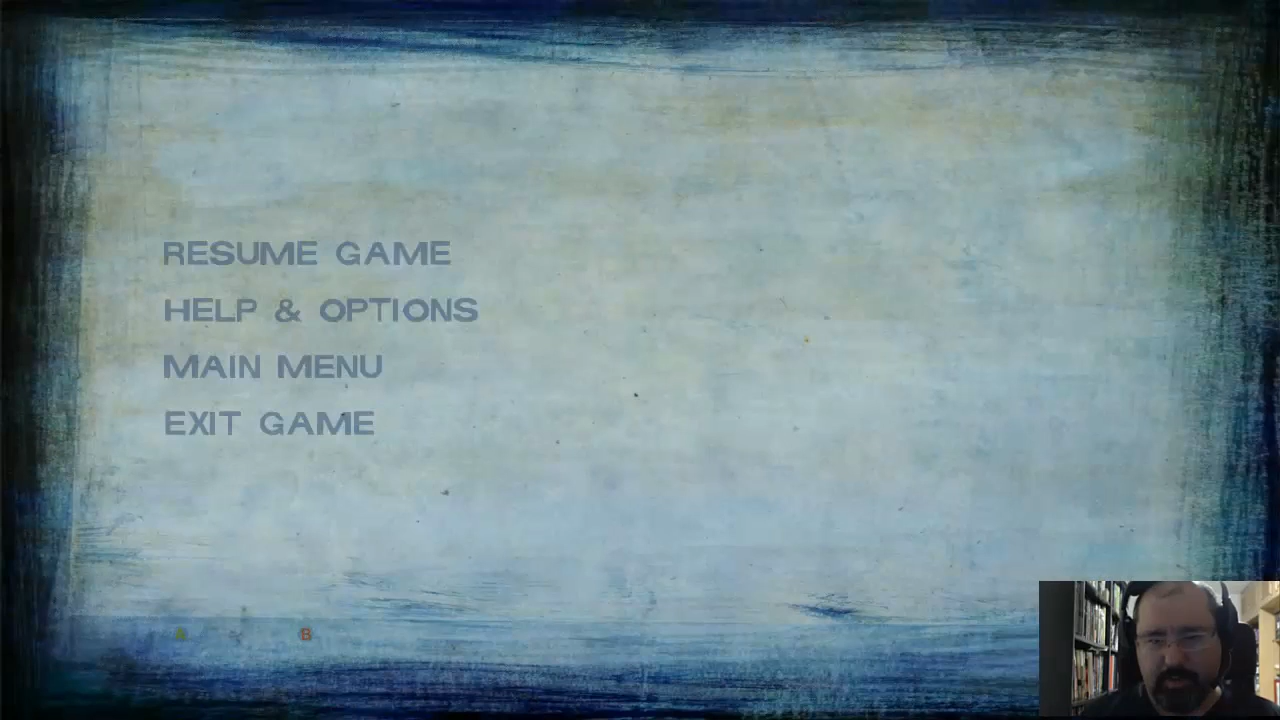 RESUME GAME
HELP & OPTIONS
MAIN MENU
EXIT GAME
A B